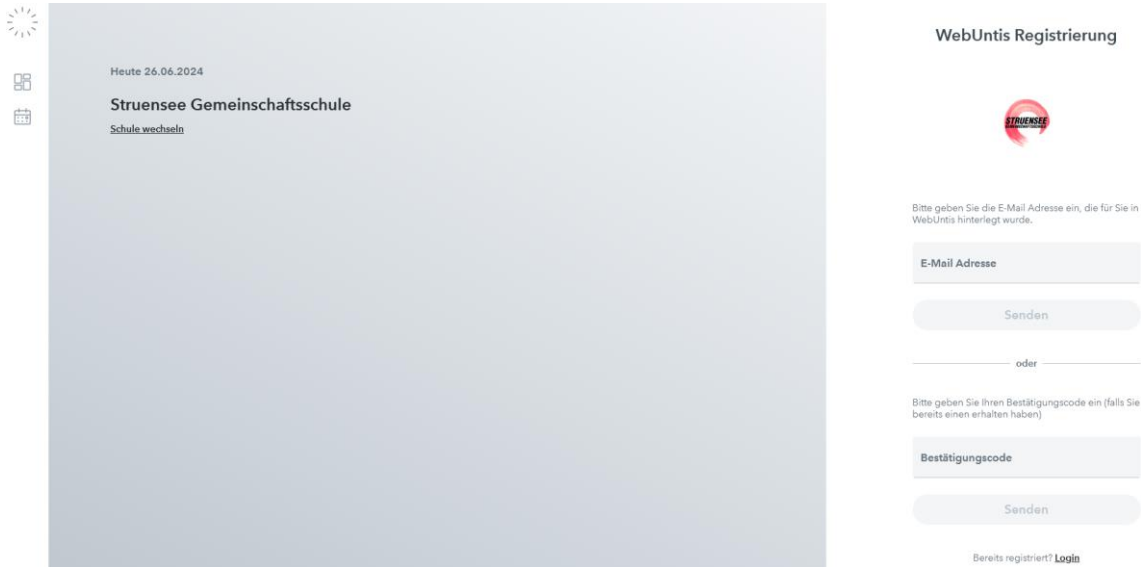 Heute 26.06.2024
Struensee Gemeinschaftsschule
Schule wechseln
WebUntis Registrierung
STRUENSEE
GEMEINSCHAFTSSCHULE
Bitte geben Sie die E-Mail Adresse ein, die für Sie in
WebUntis hinterlegt wurde.
E-Mail Adresse
Senden
oder
Bitte geben Sie Ihren Bestätigungscode ein (falls Sie
bereits einen erhalten haben)
Bestätigungscode
Senden
Bereits registriert? Login